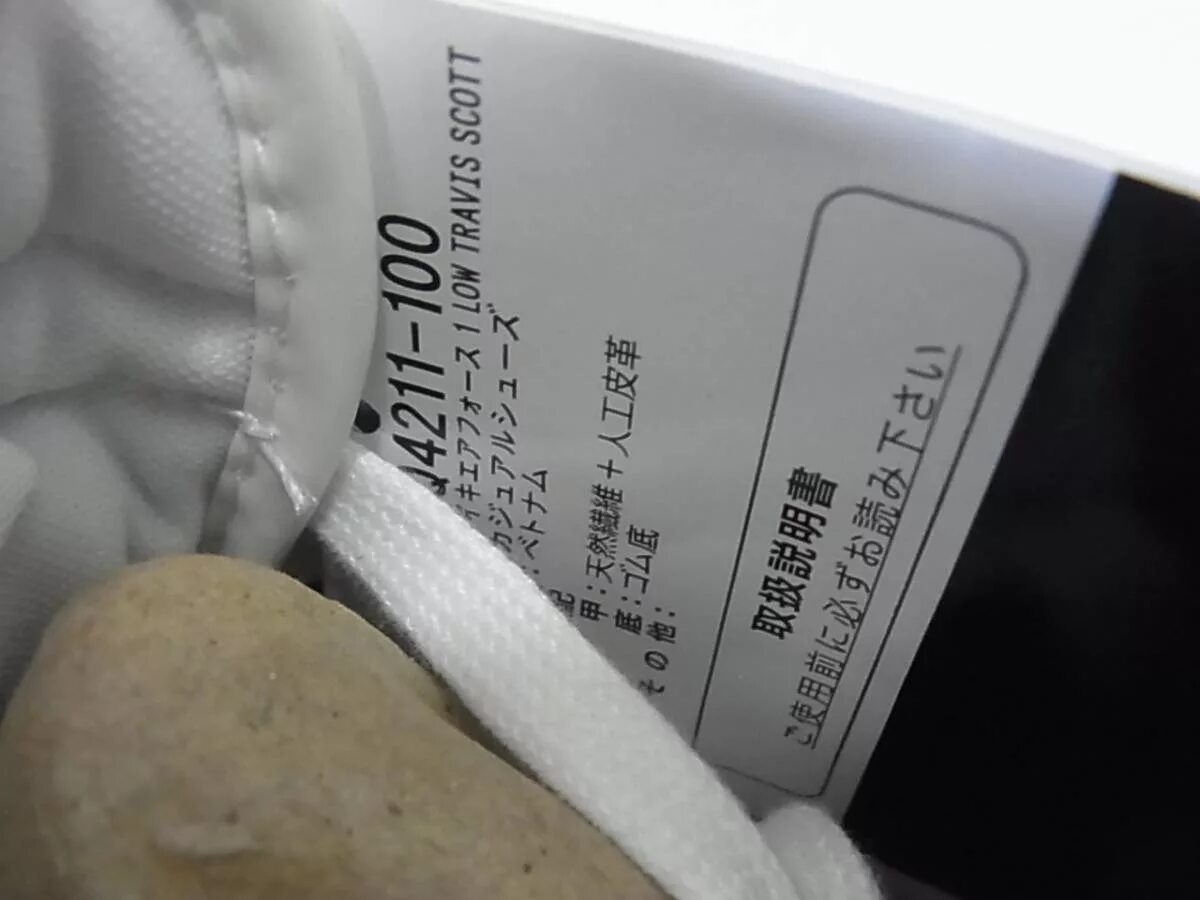 4211-100
キエアフォース 1 LOW TRAVIS SCOTT
カジュアルシューズ
:ベトナム
記
甲:天然繊維+人工皮革
底:ゴム底
その他:
取扱説明書
ご使用前に必ずお読み下さい